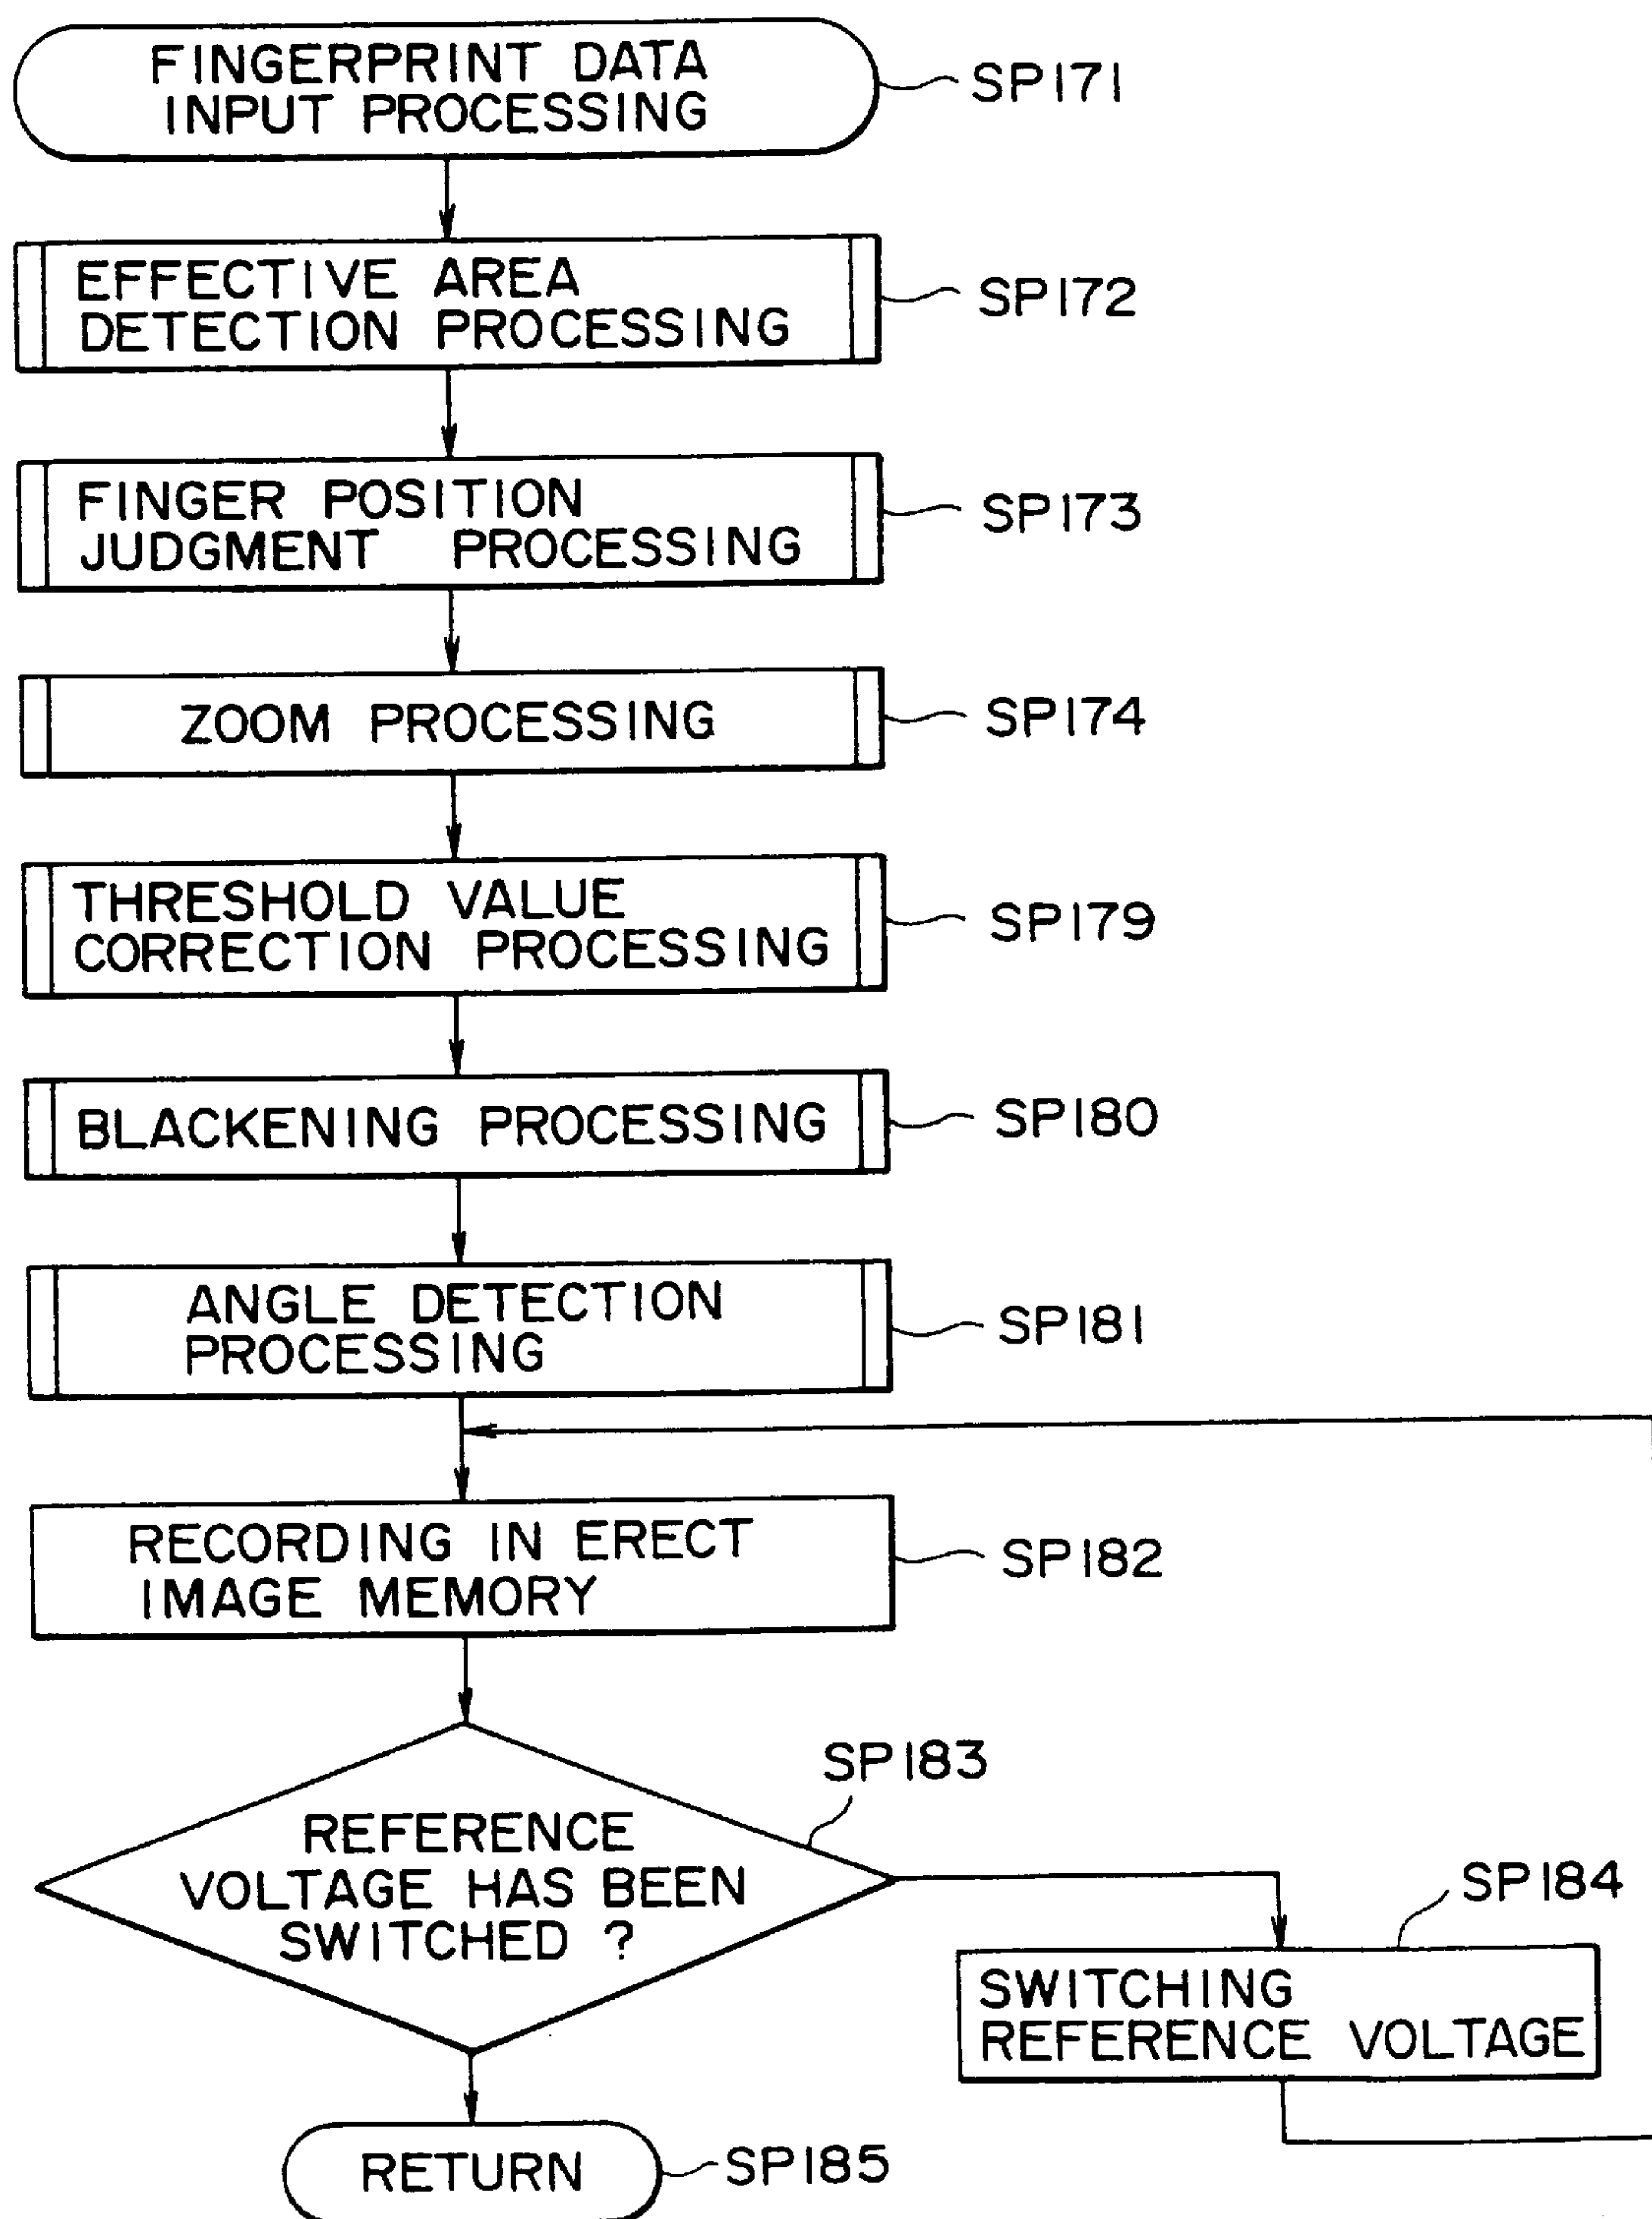 FINGERPRINT DATA
INPUT PROCESSING
SP171
EFFECTIVE AREA
DETECTION PROCESSING
SP172
FINGER POSITION
JUDGMENT PROCESSING
SP173
ZOOM PROCESSING
SP174
THRESHOLD VALUE
CORRECTION PROCESSING
SP179
BLACKENING PROCESSING
SP180
ANGLE DETECTION
PROCESSING
SP181
RECORDING IN ERECT
IMAGE MEMORY
SP182
SP183
REFERENCE
VOLTAGE HAS BEEN
SWITCHED ?
SP184
SWITCHING
REFERENCE VOLTAGE
RETURN
SP185